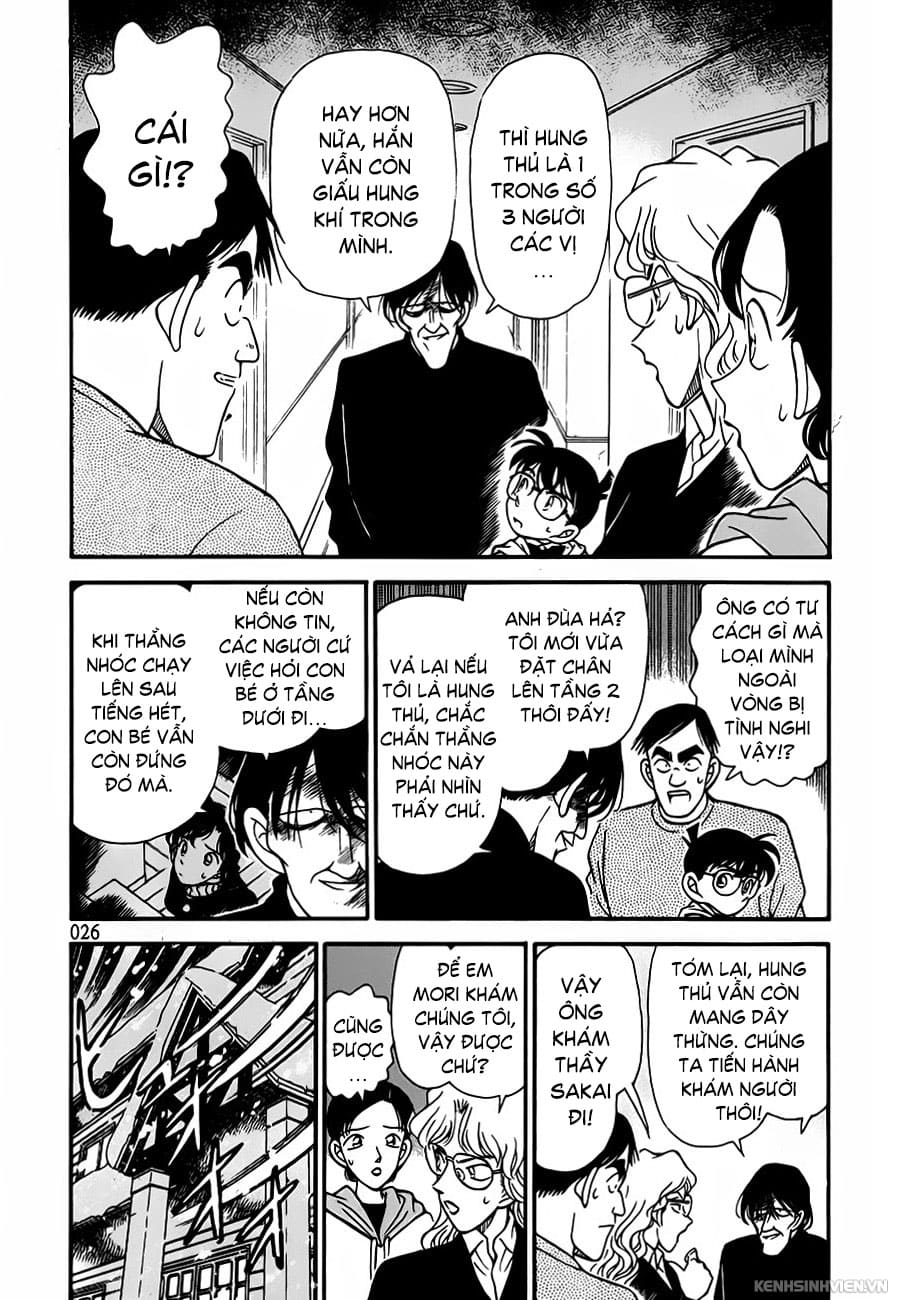 THÌ HUNG
THỦ LÀ 1
TRONG SỐ
3 NGƯỜI
CÁC VỊ
...
HAY HƠN
NỮA, HẮN
VẪN CÒN
GIẤU HUNG
KHÍ TRONG
MÌNH.
CÁI
GÌ!?
ÔNG CÓ TƯ
CÁCH GÌ MÀ
LOẠI MÌNH
NGOÀI
VÒNG BỊ
TÌNH NGHI
VẬY!?
ANH ĐÙA HẢ?
TÔI MỚI VỪA
ĐẶT CHÂN
LÊN TẦNG 2
THÔI ĐẤY!
VẢ LẠI NẾU
TÔI LÀ HUNG
THỦ, CHẮC
CHẮN THẰNG
NHÓC NÀY
PHẢI NHÌN
THẤY CHỨ.
NẾU CÒN
KHÔNG TIN,
CÁC NGƯỜI CỨ
VIỆC HỎI CON
BÉ Ở TẦNG
DƯỚI ĐI...
KHI THẰNG
NHÓC CHẠY
LÊN SAU
TIẾNG HÉT,
CON BÉ VẪN
CÒN ĐỨNG
ĐÓ MÀ.
026
TÓM LẠI, HUNG
THỦ VẪN CÒN
MANG DÂY
THỪNG. CHÚNG
TA TIẾN HÀNH
KHÁM NGƯỜI
THÔI!
VẬY
ÔNG
KHÁM
THẦY
SAKAI
ĐI!
ĐỂ EM
MORI KHÁM
CHÚNG TÔI,
VẬY ĐƯỢC
CHỨ?
CŨNG
ĐƯỢC
...
KENHSINHVIEN.VN